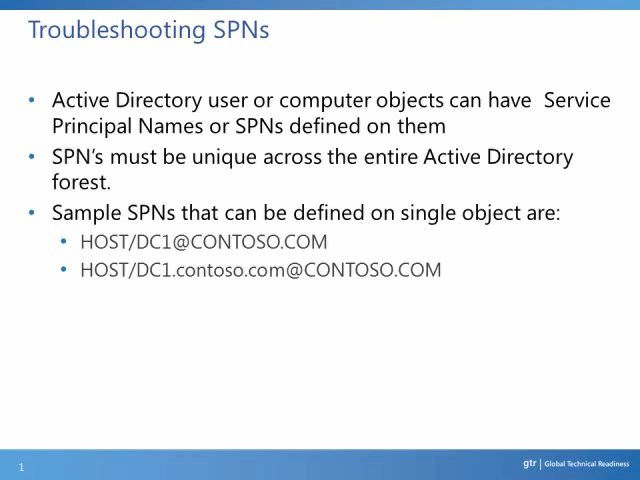 Troubleshooting SPNs
• Active Directory user or computer objects can have  Service
Principal Names or SPNs defined on them
• SPN’s must be unique across the entire Active Directory
forest.
• Sample SPNs that can be defined on single object are:
• HOST/DC1@CONTOSO.COM
• HOST/DC1.contoso.com@CONTOSO.COM
1
gtr | Global Technical Readiness